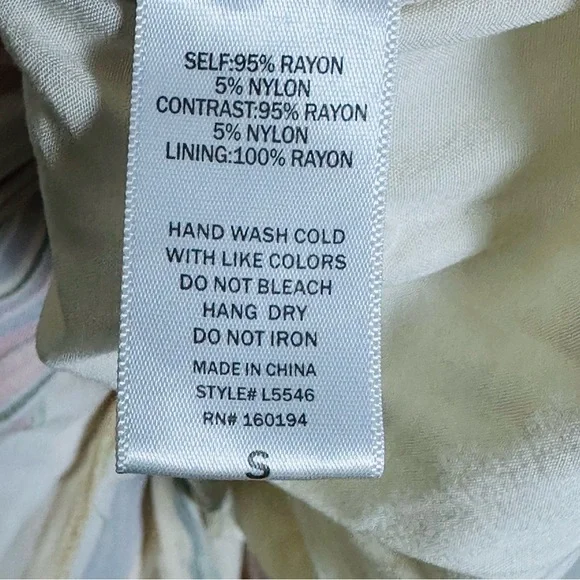 SELF:95% RAYON
5% NYLON
CONTRAST:95% RAYON
5% NYLON
LINING:100% RAYON
HAND WASH COLD
WITH LIKE COLORS
DO NOT BLEACH
HANG DRY
DO NOT IRON
MADE IN CHINA
STYLE# L5546
RN# 160194
S